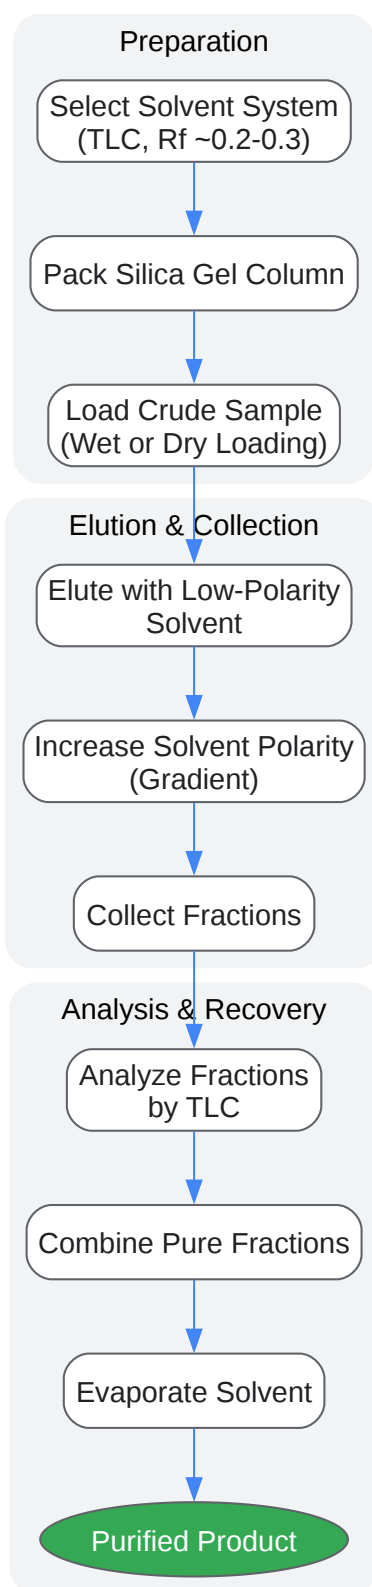 Preparation
Select Solvent System
(TLC, Rf ~0.2-0.3)
Pack Silica Gel Column
Load Crude Sample
(Wet or Dry Loading)
Elution & Collection
Elute with Low-Polarity
Solvent
Increase Solvent Polarity
(Gradient)
Collect Fractions
Analysis & Recovery
Analyze Fractions
by TLC
Combine Pure Fractions
Evaporate Solvent
Purified Product